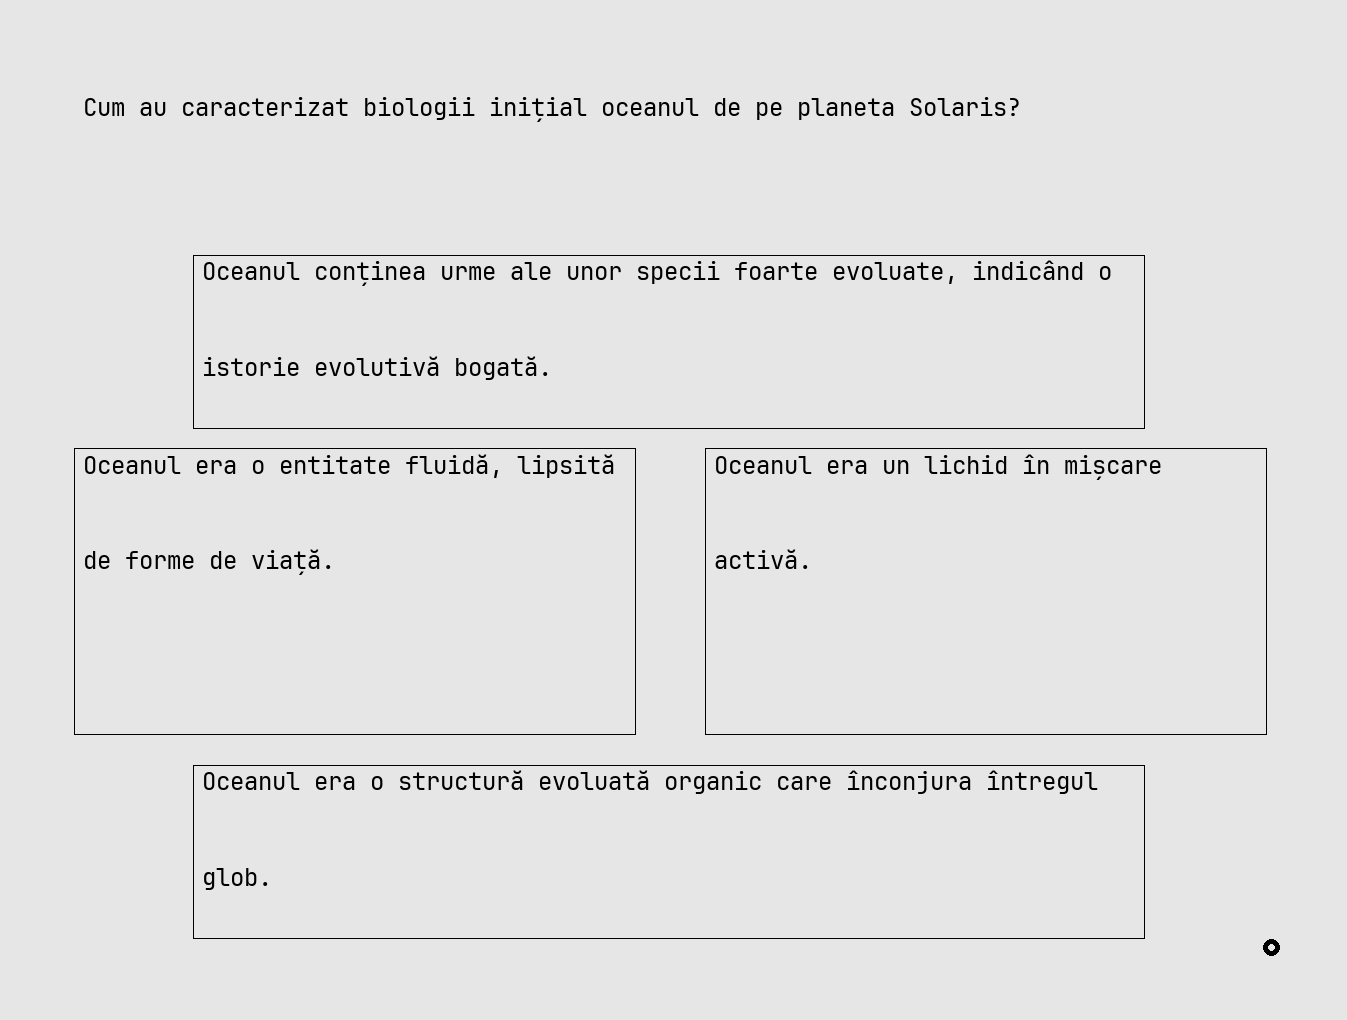 Cum au caracterizat biologii inițial oceanul de pe planeta Solaris?
Oceanul conținea urme ale unor specii foarte evoluate, indicând o
istorie evolutivă bogată.
Oceanul era o entitate fluidă, lipsită
de forme de viață.
Oceanul era un lichid în mișcare
activă.
Oceanul era o structură evoluată organic care înconjura întregul
glob.